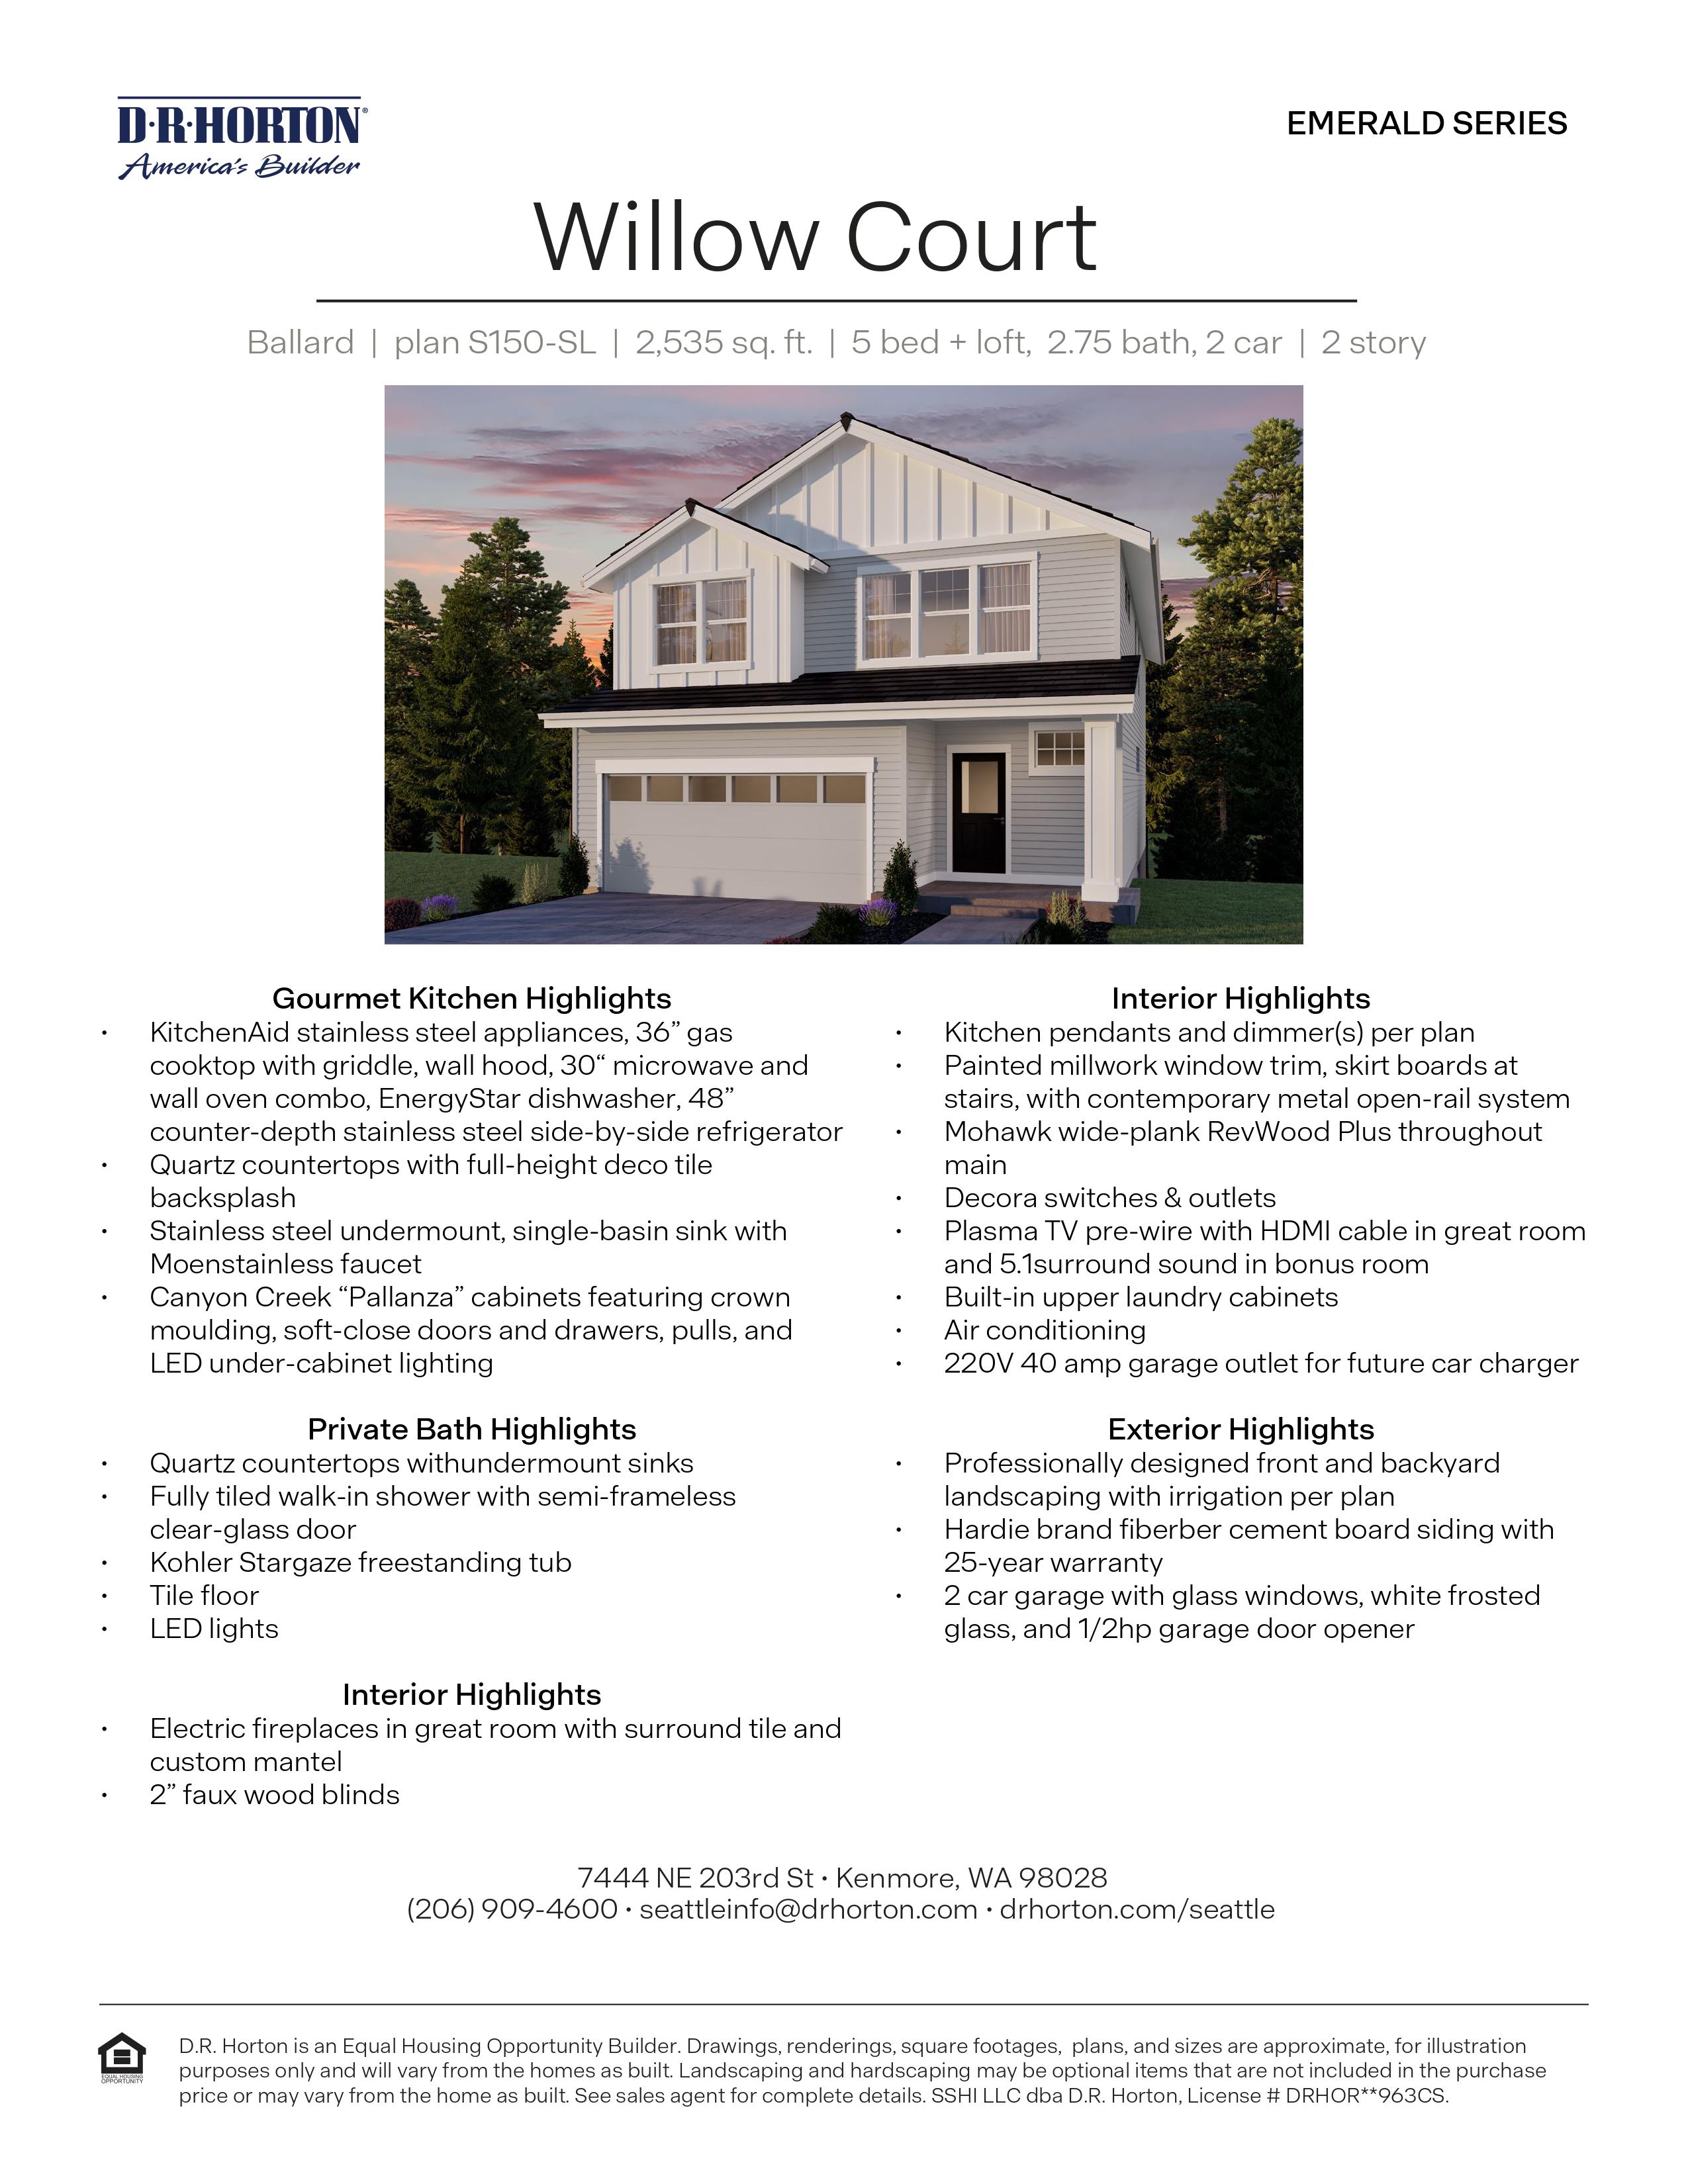 D·R·HORTON®
America's Builder
EMERALD SERIES
Willow Court
Ballard | plan S150-SL | 2,535 sq. ft. | 5 bed + loft, 2.75 bath, 2 car | 2 story
Gourmet Kitchen Highlights
• KitchenAid stainless steel appliances, 36” gas
cooktop with griddle, wall hood, 30“ microwave and
wall oven combo, EnergyStar dishwasher, 48”
counter-depth stainless steel side-by-side refrigerator
• Quartz countertops with full-height deco tile
backsplash
• Stainless steel undermount, single-basin sink with
Moenstainless faucet
• Canyon Creek “Pallanza” cabinets featuring crown
moulding, soft-close doors and drawers, pulls, and
LED under-cabinet lighting
Private Bath Highlights
• Quartz countertops withundermount sinks
• Fully tiled walk-in shower with semi-frameless
clear-glass door
• Kohler Stargaze freestanding tub
• Tile floor
• LED lights
Interior Highlights
• Electric fireplaces in great room with surround tile and
custom mantel
• 2” faux wood blinds
Interior Highlights
• Kitchen pendants and dimmer(s) per plan
• Painted millwork window trim, skirt boards at
stairs, with contemporary metal open-rail system
• Mohawk wide-plank RevWood Plus throughout
main
• Decora switches & outlets
• Plasma TV pre-wire with HDMI cable in great room
and 5.1surround sound in bonus room
• Built-in upper laundry cabinets
• Air conditioning
• 220V 40 amp garage outlet for future car charger
Exterior Highlights
• Professionally designed front and backyard
landscaping with irrigation per plan
• Hardie brand fiberber cement board siding with
25-year warranty
• 2 car garage with glass windows, white frosted
glass, and 1/2hp garage door opener
7444 NE 203rd St • Kenmore, WA 98028
(206) 909-4600 • seattleinfo@drhorton.com • drhorton.com/seattle
EQUAL HOUSING
OPPORTUNITY
D.R. Horton is an Equal Housing Opportunity Builder. Drawings, renderings, square footages, plans, and sizes are approximate, for illustration
purposes only and will vary from the homes as built. Landscaping and hardscaping may be optional items that are not included in the purchase
price or may vary from the home as built. See sales agent for complete details. SSHI LLC dba D.R. Horton, License # DRHOR**963CS.